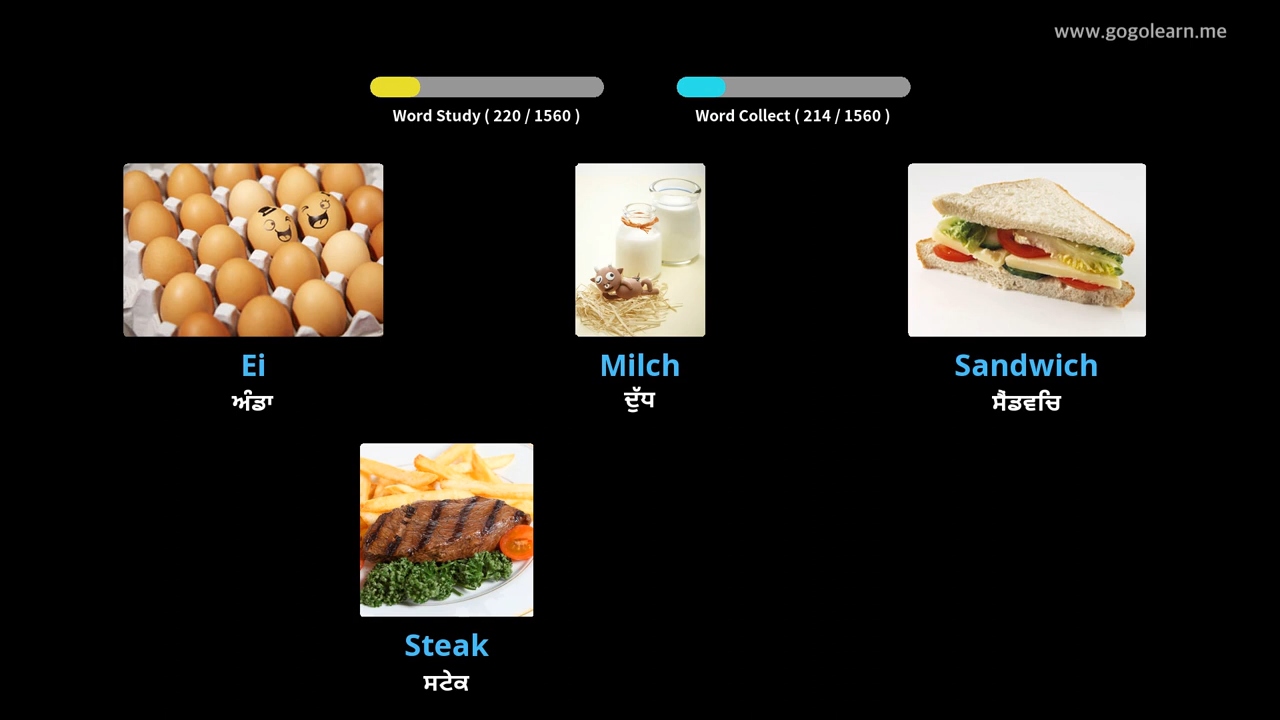 www.gogolearn.me
Word Study ( 220 / 1560 )
Word Collect ( 214 / 1560 )
Ei
Milch
Sandwich
ਅੰਡਾ
ਦੁੱਧ
ਸੈਂਡਵਿਚ
Steak
ਸਟੇਕ